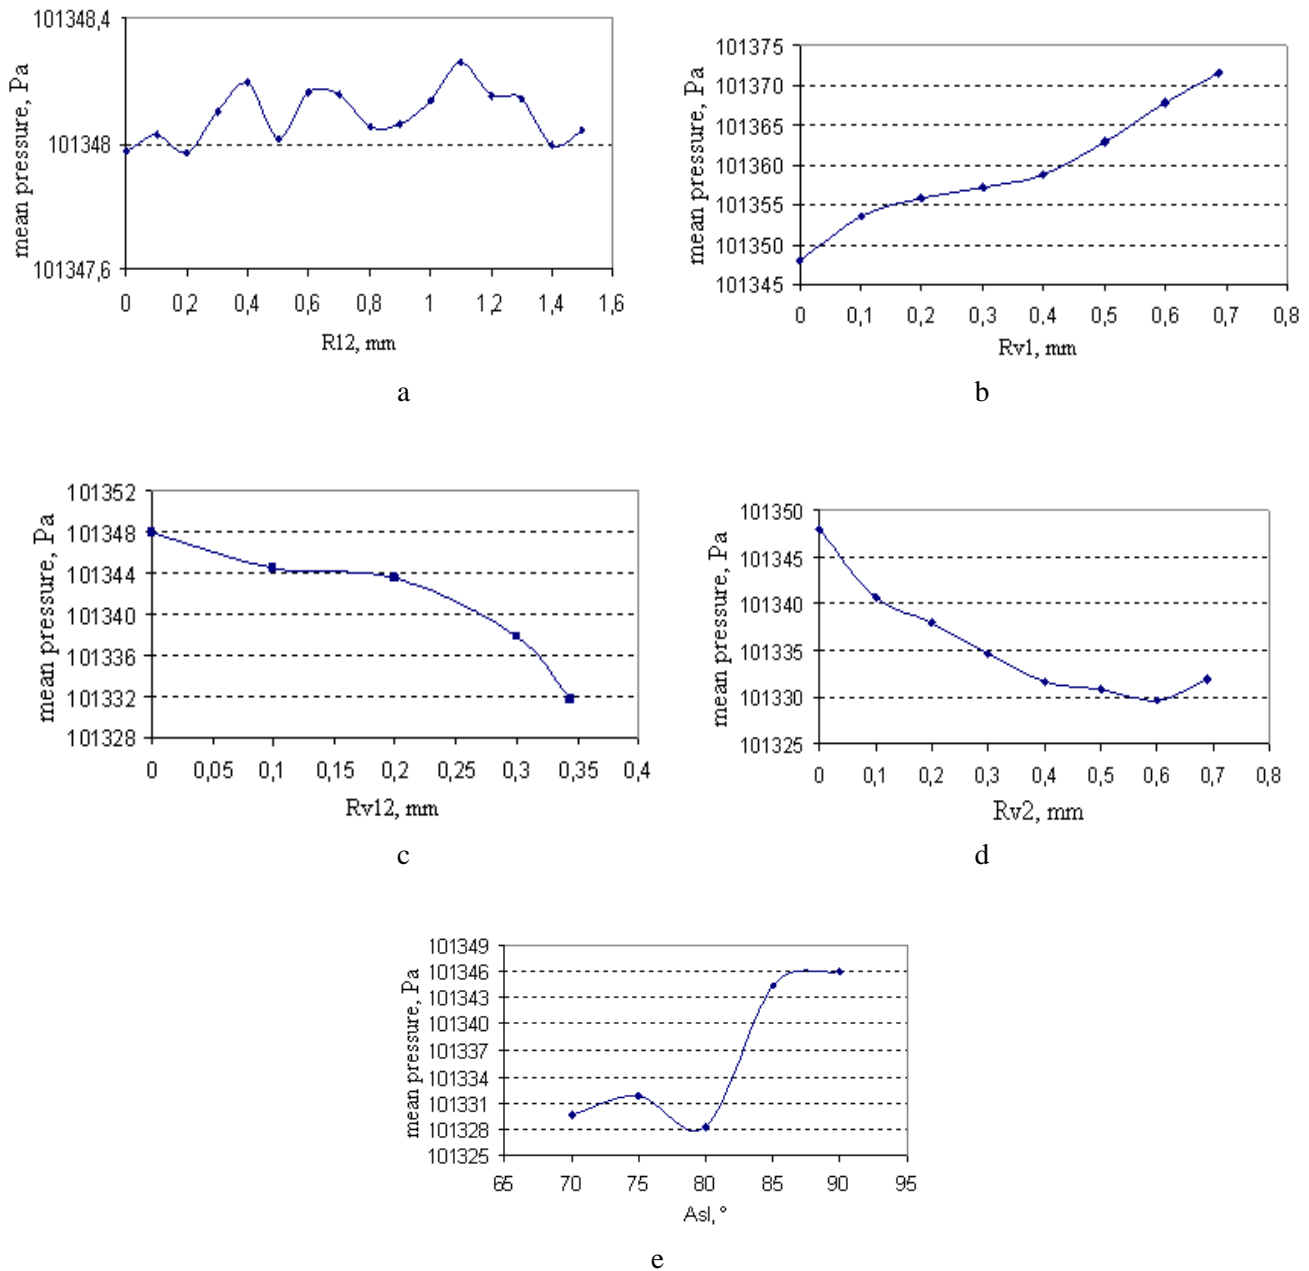 mean pressure, Pa
101348,4
101348
101347,6
0 0,2 0,4 0,6 0,8 1 1,2 1,4 1,6
R12, mm
a
mean pressure, Pa
101375
101370
101365
101360
101355
101350
101345
0 0,1 0,2 0,3 0,4 0,5 0,6 0,7 0,8
Rv1, mm
b
mean pressure, Pa
101352
101348
101344
101340
101336
101332
101328
0 0,05 0,1 0,15 0,2 0,25 0,3 0,35 0,4
Rv12, mm
c
mean pressure, Pa
101350
101345
101340
101335
101330
101325
0 0,1 0,2 0,3 0,4 0,5 0,6 0,7 0,8
Rv2, mm
d
mean pressure, Pa
101349
101346
101343
101340
101337
101334
101331
101328
101325
65 70 75 80 85 90 95
Asl, °
e